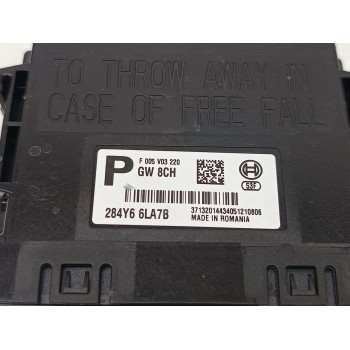 TO THROW AWAY IN
CASE OF FREE FALL
P
F 005 V03 220
GW 8CH
ESF
284Y6 6LA7B
37132014434051210806
MADE IN ROMANIA